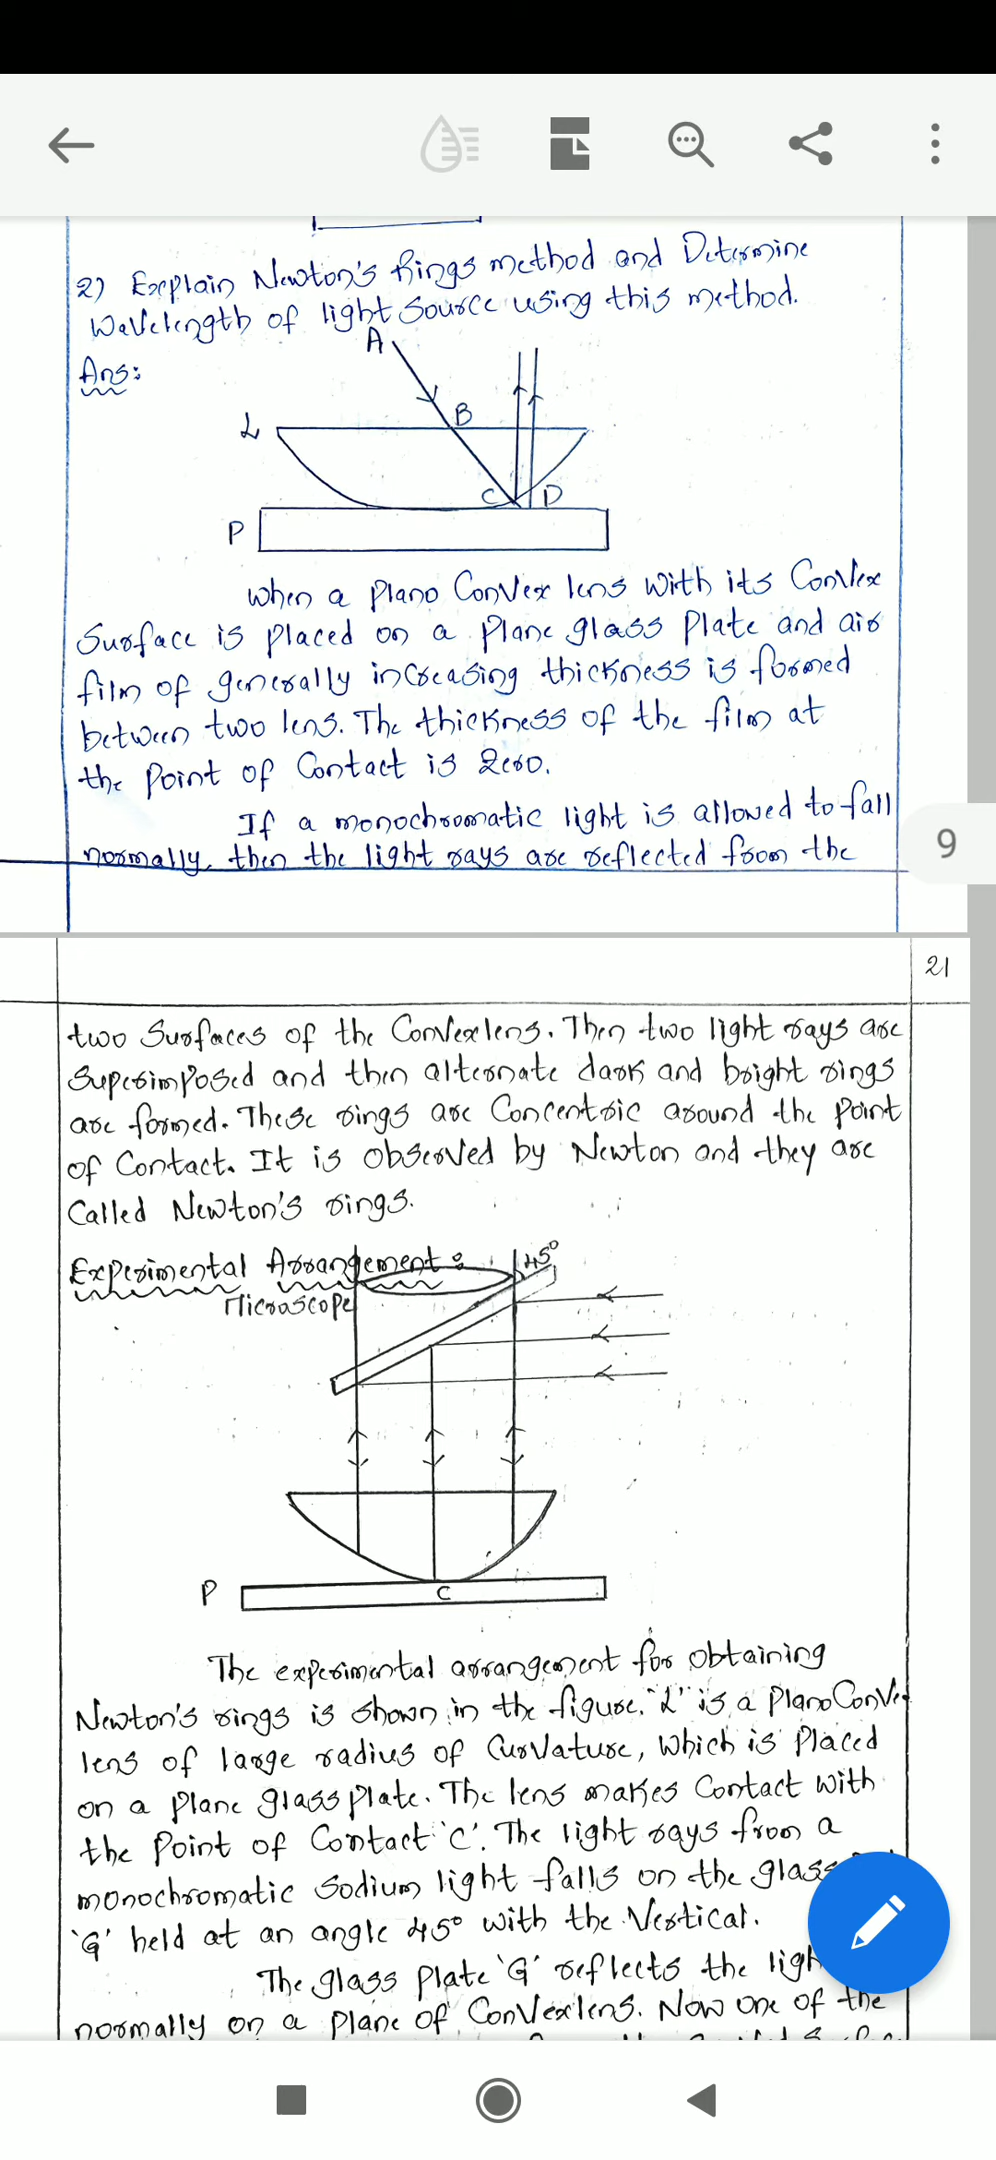 2) Explain Newton's Rings method and Determine
Wavelength of light source using this method.
Ans:
A
B
L
C D
P
When a plano convex lens with its convex
Surface is placed on a plane glass plate and air
film of generally increasing thickness is formed
between two lens. The thickness of the film at
the point of contact is zero.
If a monochromatic light is allowed to fall
normally, then the light rays are reflected from the
9
21
two surfaces of the Convexlens. Then two light rays are
Superimposed and then alternate dark and bright rings
are formed. These rings are Concentric around the point
of Contact. It is observed by Newton and they are
Called Newton's rings.
Experimental Arrangement:
45°
Microscope
P
C
The experimental arrangement for obtaining
Newton's rings is shown in the figure. "L" is a PlanoConvex
lens of large radius of Curvature, which is placed
on a plane glass plate. The lens makes Contact with
the point of Contact 'C'. The light rays from a
monochromatic Sodium light falls on the glass
'G' held at an angle 45° with the Vertical.
The glass plate 'G' reflects the light
normally on a plane of Convexlens. Now one of the